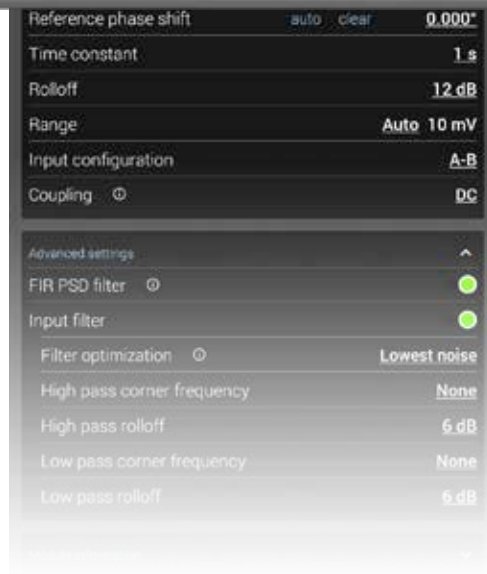 Reference phase shift auto clear 0.000°
Time constant 1 s
Rolloff 12 dB
Range Auto 10 mV
Input configuration A-B
Coupling DC
Advanced settings
FIR PSD filter
Input filter
Filter optimization Lowest noise
High pass corner frequency None
High pass rolloff 6 dB
Low pass corner frequency None
Low pass rolloff 6 dB